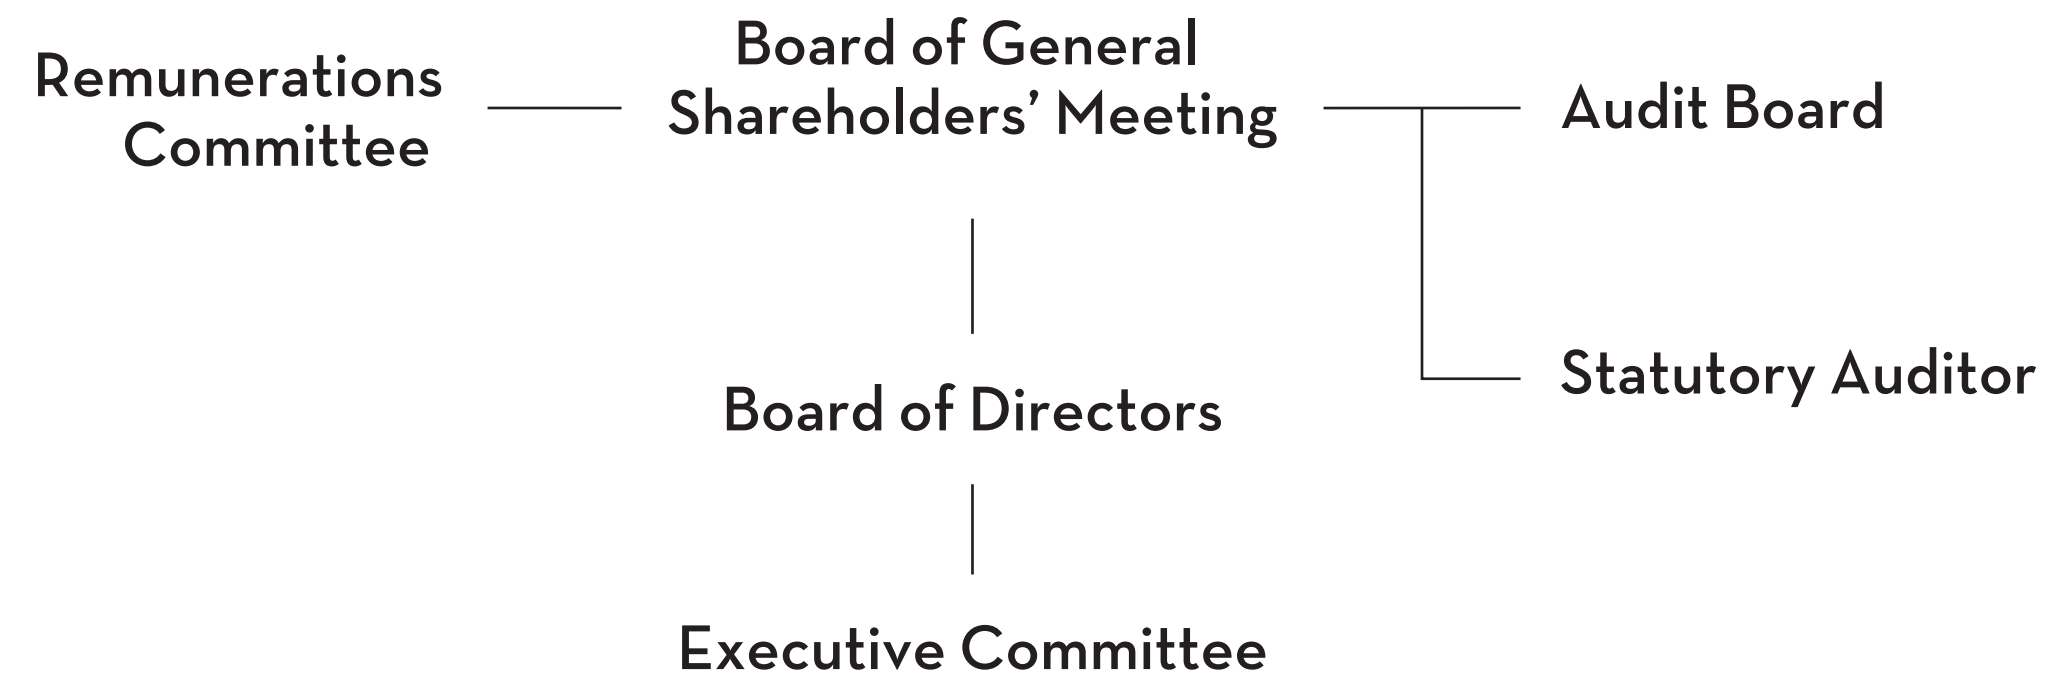 Remunerations
Committee
Board of General
Shareholders’ Meeting
Audit Board
Statutory Auditor
Board of Directors
Executive Committee